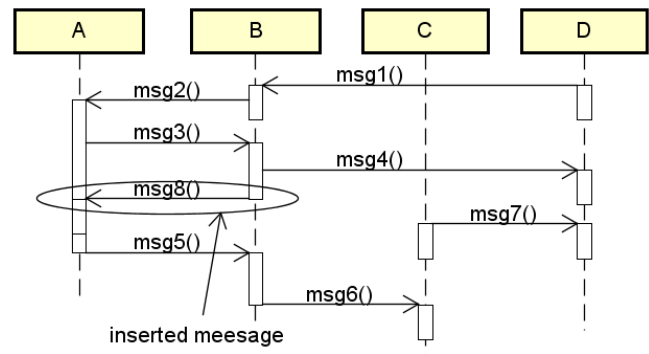 A B C D
msg1()
msg2()
msg3()
msg4()
msg8()
msg7()
msg5()
msg6()
inserted meesage